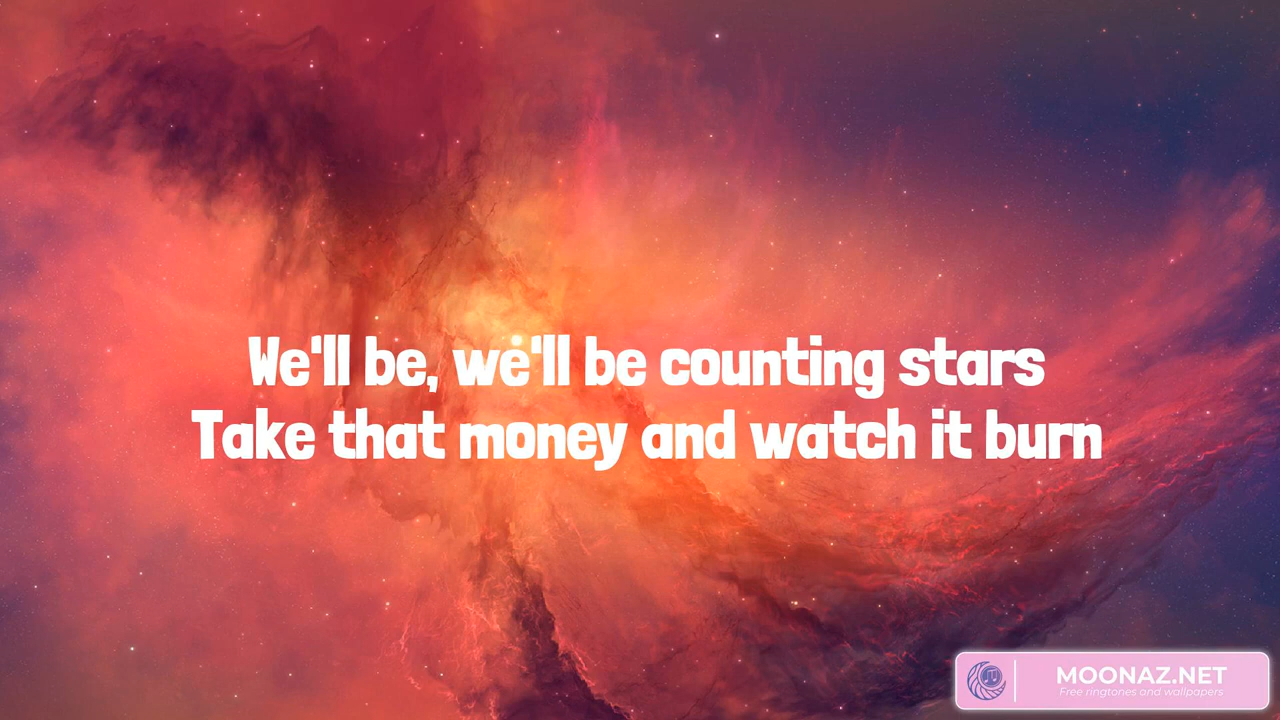 We'll be, we'll be counting stars
Take that money and watch it burn
MOONAZ.NET
Free ringtones and wallpapers